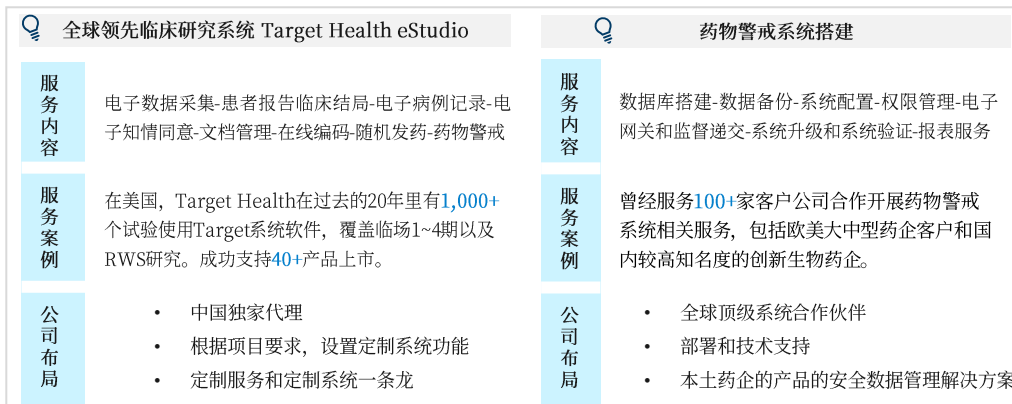 全球领先临床研究系统 Target Health eStudio
服务内容
电子数据采集-患者报告临床结局-电子病例记录-电
子知情同意-文档管理-在线编码-随机发药-药物警戒
服务案例
在美国，Target Health在过去的20年里有1,000+
个试验使用Target系统软件，覆盖临场1~4期以及
RWS研究。成功支持40+产品上市。
公司布局
• 中国独家代理
• 根据项目要求，设置定制系统功能
• 定制服务和定制系统一条龙
药物警戒系统搭建
服务内容
数据库搭建-数据备份-系统配置-权限管理-电子
网关和监督递交-系统升级和系统验证-报表服务
服务案例
曾经服务100+家客户公司合作开展药物警戒
系统相关服务，包括欧美大中型药企客户和国
内较高知名度的创新生物药企。
公司布局
• 全球顶级系统合作伙伴
• 部署和技术支持
• 本土药企的产品的安全数据管理解决方案